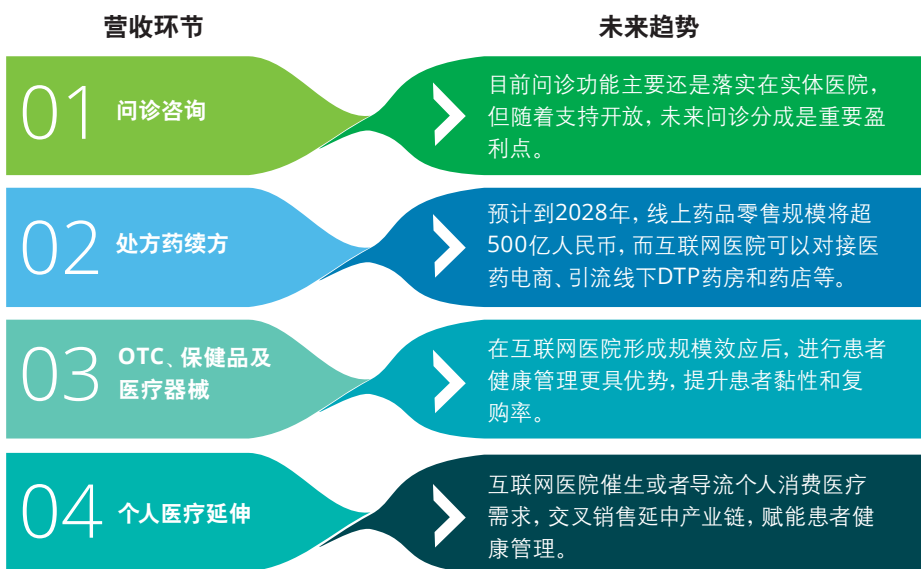 营收环节
未来趋势
01
问诊咨询
目前问诊功能主要还是落实在实体医院，
但随着支持开放，未来问诊分成是重要盈
利点。
02
处方药续方
预计到2028年，线上药品零售规模将超
500亿人民币，而互联网医院可以对接医
药电商、引流线下DTP药房和药店等。
03
OTC、保健品及
医疗器械
在互联网医院形成规模效应后，进行患者
健康管理更具优势，提升患者黏性和复
购率。
04
个人医疗延伸
互联网医院催生或者导流个人消费医疗
需求，交叉销售延申产业链，赋能患者健
康管理。